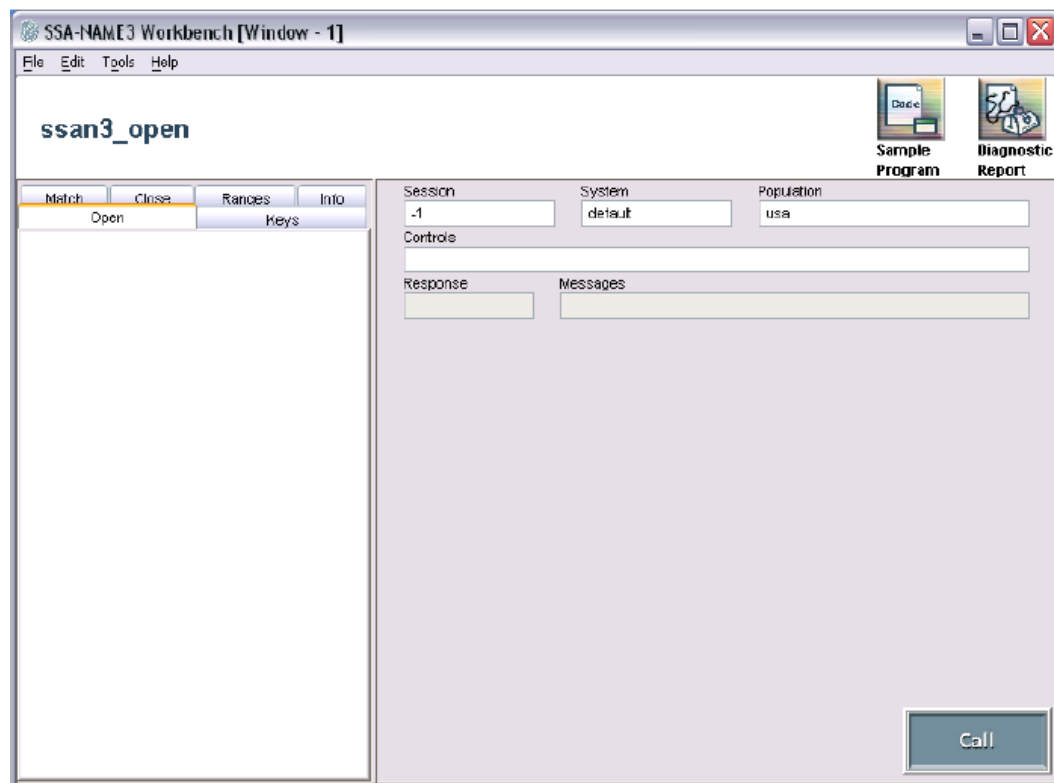 SSA-NAME3 Workbench [Window - 1]
File Edit Tools Help
ssan3_open
Code
Sample Program
Diagnostic Report
Match Close Ranges Info
Open Keys
Session System Population
-1 default usa
Controls
Response Messages
Call